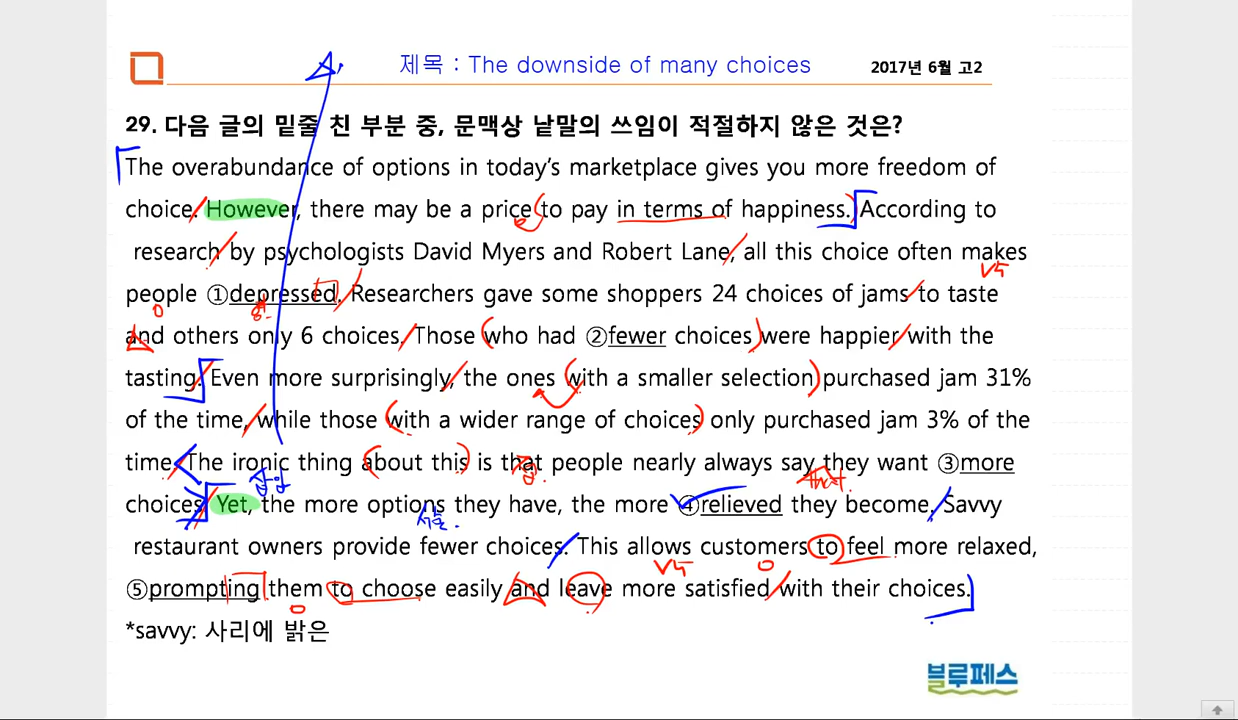 제목 : The downside of many choices 2017년 6월 고2
29. 다음 글의 밑줄 친 부분 중, 문맥상 낱말의 쓰임이 적절하지 않은 것은?
The overabundance of options in today's marketplace gives you more freedom of
choice. However, there may be a price to pay in terms of happiness. According to
research by psychologists David Myers and Robert Lane, all this choice often makes
people ①depressed. Researchers gave some shoppers 24 choices of jams to taste
and others only 6 choices. Those who had ②fewer choices were happier with the
tasting. Even more surprisingly, the ones with a smaller selection purchased jam 31%
of the time, while those with a wider range of choices only purchased jam 3% of the
time. The ironic thing about this is that people nearly always say they want ③more
that
choices. Yet, the more options they have, the more ④relieved they become. Savvy
restaurant owners provide fewer choices. This allows customers to feel more relaxed,
⑤prompting them to choose easily and leave more satisfied with their choices.
*savvy: 사리에 밝은
블루페스